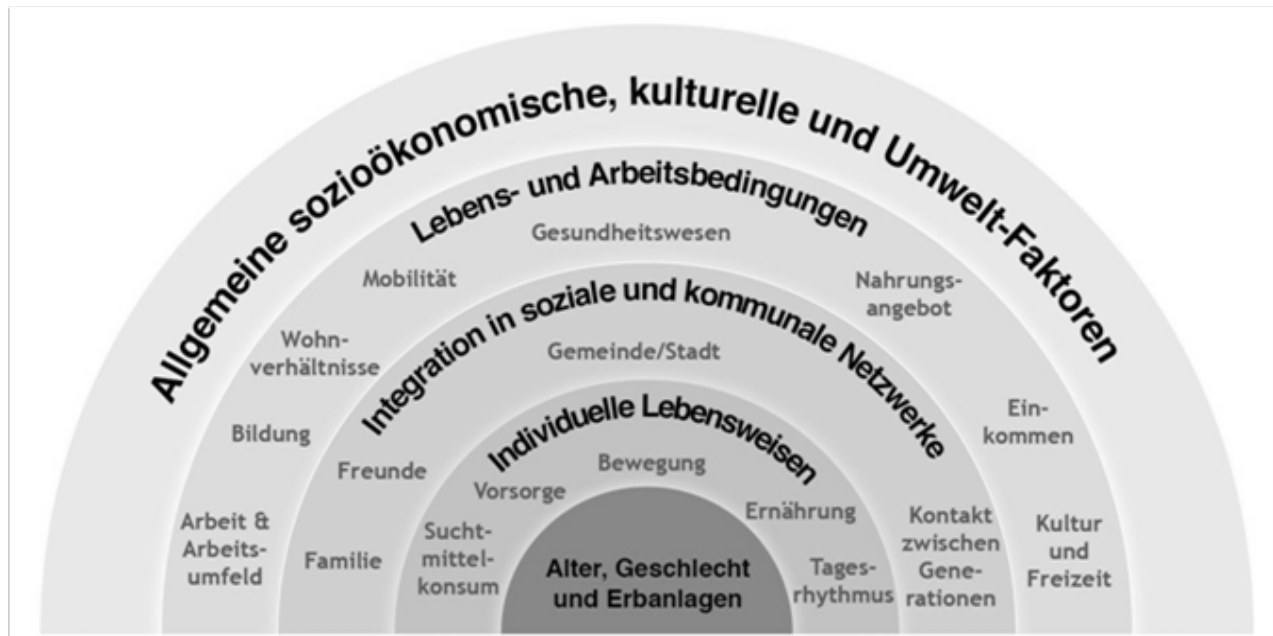 Allgemeine sozioökonomische, kulturelle und Umwelt-Faktoren
Lebens- und Arbeitsbedingungen
Arbeit &
Arbeits-
umfeld
Bildung
Wohn-
verhältnisse
Mobilität
Gesundheitswesen
Nahrungs-
angebot
Ein-
kommen
Kultur
und
Freizeit
Integration in soziale und kommunale Netzwerke
Familie
Freunde
Gemeinde/Stadt
Kontakt
zwischen
Gene-
rationen
Individuelle Lebensweisen
Sucht-
mittel-
konsum
Vorsorge
Bewegung
Ernährung
Tages-
rhythmus
Alter, Geschlecht
und Erbanlagen